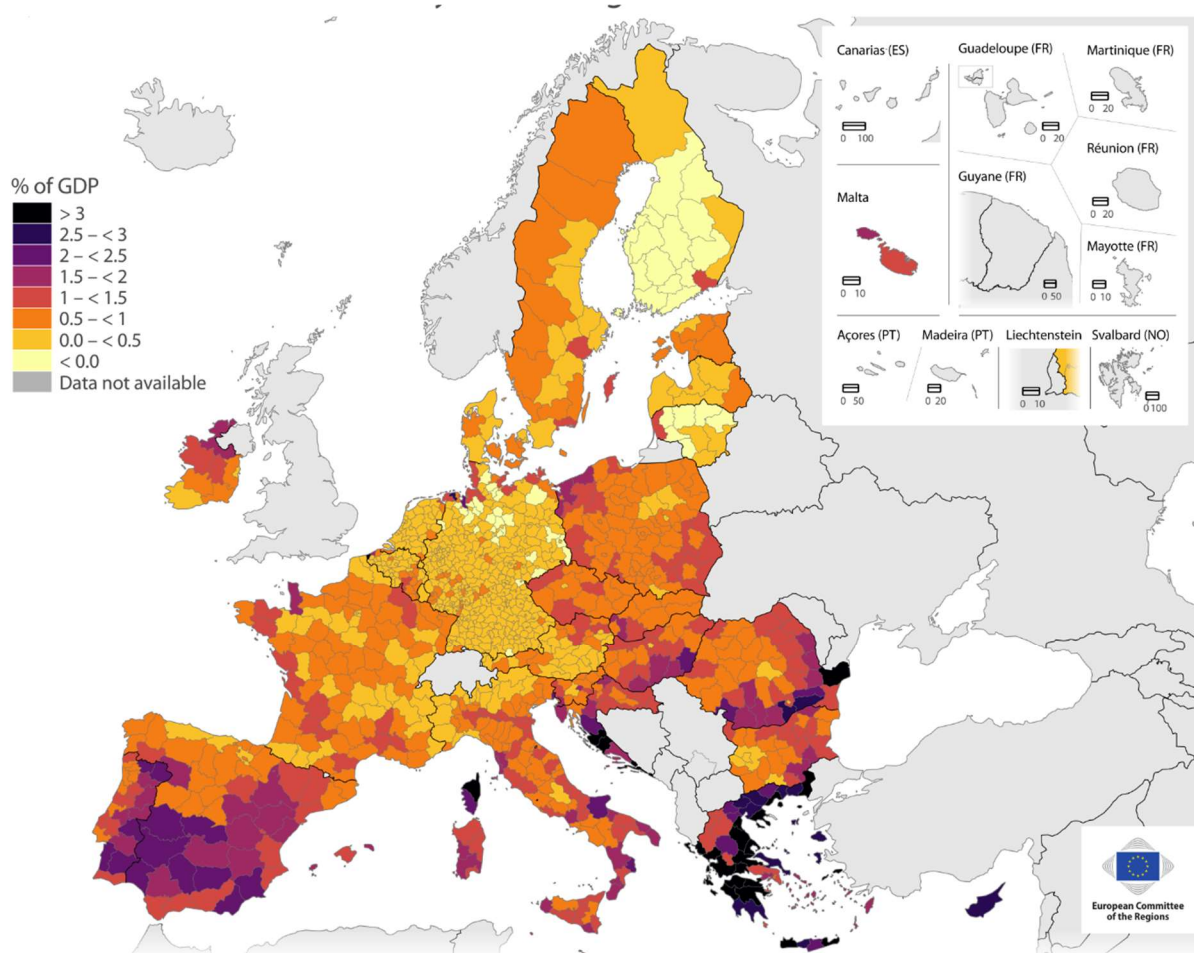 % of GDP
> 3
2.5 – < 3
2 – < 2.5
1.5 – < 2
1 – < 1.5
0.5 – < 1
0.0 – < 0.5
< 0.0
Data not available
Canarias (ES)
0 100
Guadeloupe (FR)
0 20
Martinique (FR)
0 20
Réunion (FR)
0 20
Malta
0 10
Guyane (FR)
0 50
Mayotte (FR)
0 10
Açores (PT)
0 50
Madeira (PT)
0 20
Liechtenstein
0 10
Svalbard (NO)
0 100
European Committee
of the Regions